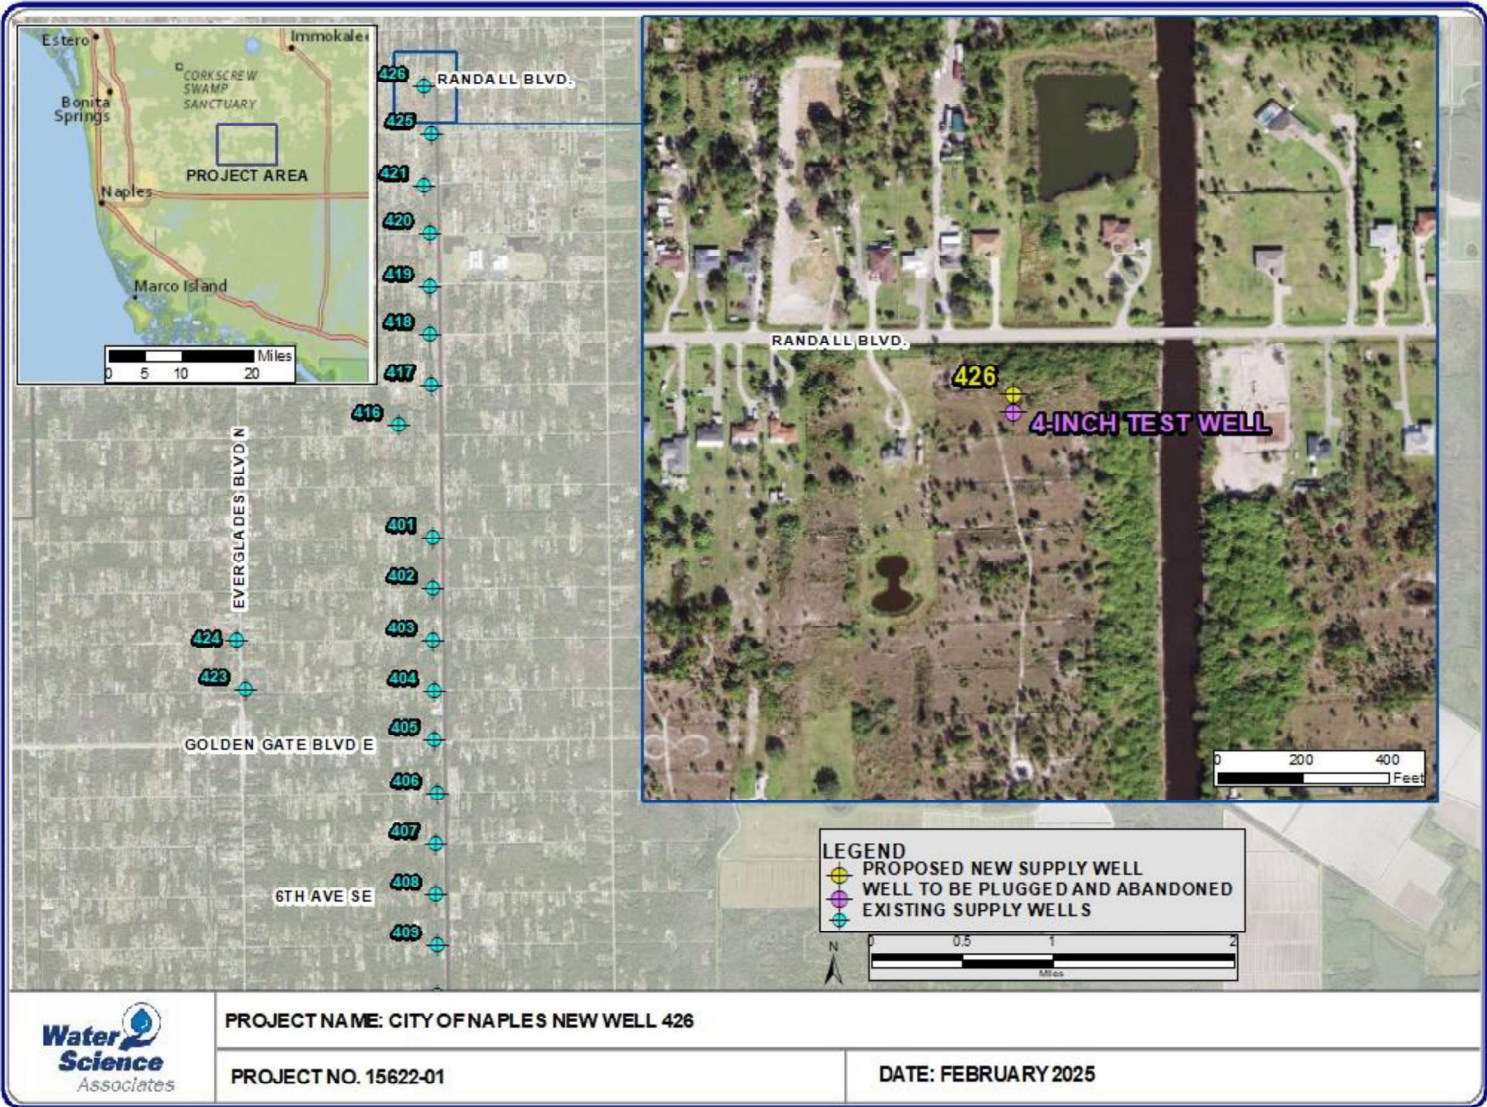 Estero
Immokalee
CORKSCREW
SWAMP
SANCTUARY
Bonita
Springs
PROJECT AREA
Naples
Marco Island
Miles
0 5 10 20
426
RANDALL BLVD.
425
421
420
419
418
417
416
401
402
403
404
405
406
407
408
409
424
423
EVERGLADES BLVD N
GOLDEN GATE BLVD E
6TH AVE SE
RANDALL BLVD.
426
4-INCH TEST WELL
0 200 400
Feet
LEGEND
PROPOSED NEW SUPPLY WELL
WELL TO BE PLUGGED AND ABANDONED
EXISTING SUPPLY WELLS
N
0 0.5 1 2
Miles
Water
Science
Associates
PROJECT NAME: CITY OF NAPLES NEW WELL 426
PROJECT NO. 15622-01
DATE: FEBRUARY 2025